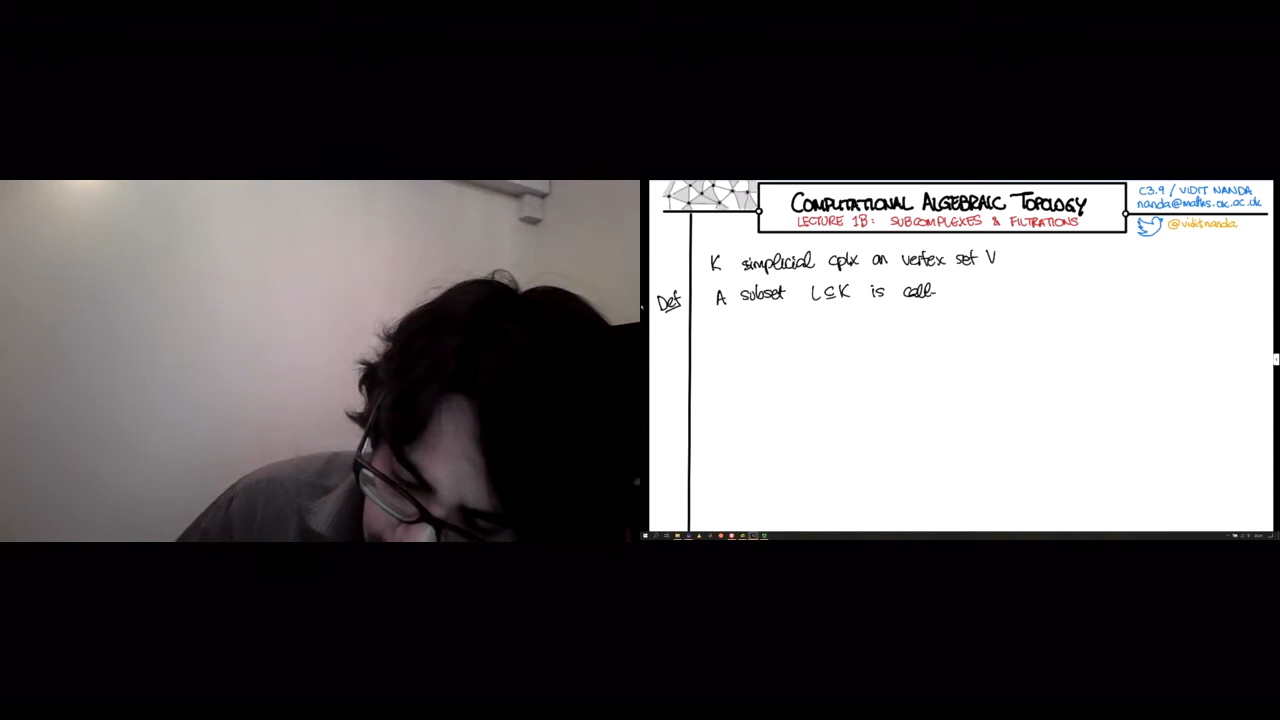 COMPUTATIONAL ALGEBRAIC TOPOLOGY
LECTURE 1B: SUBCOMPLEXES & FILTRATIONS
C3.9 / VIDIT NANDA
nanda@maths.ox.ac.uk
@viditnanda
K simplicial cplx on vertex set V
Def A subset L ⊆ K is call